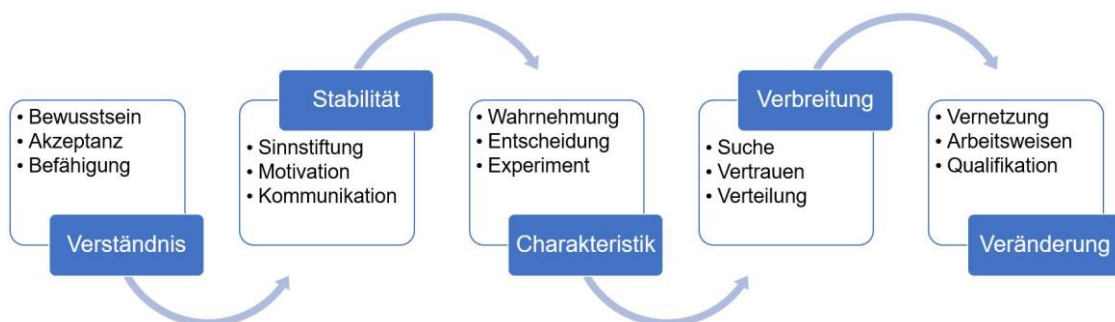 • Bewusstsein
• Akzeptanz
• Befähigung
Verständnis
Stabilität
• Sinnstiftung
• Motivation
• Kommunikation
• Wahrnehmung
• Entscheidung
• Experiment
Charakteristik
Verbreitung
• Suche
• Vertrauen
• Verteilung
• Vernetzung
• Arbeitsweisen
• Qualifikation
Veränderung